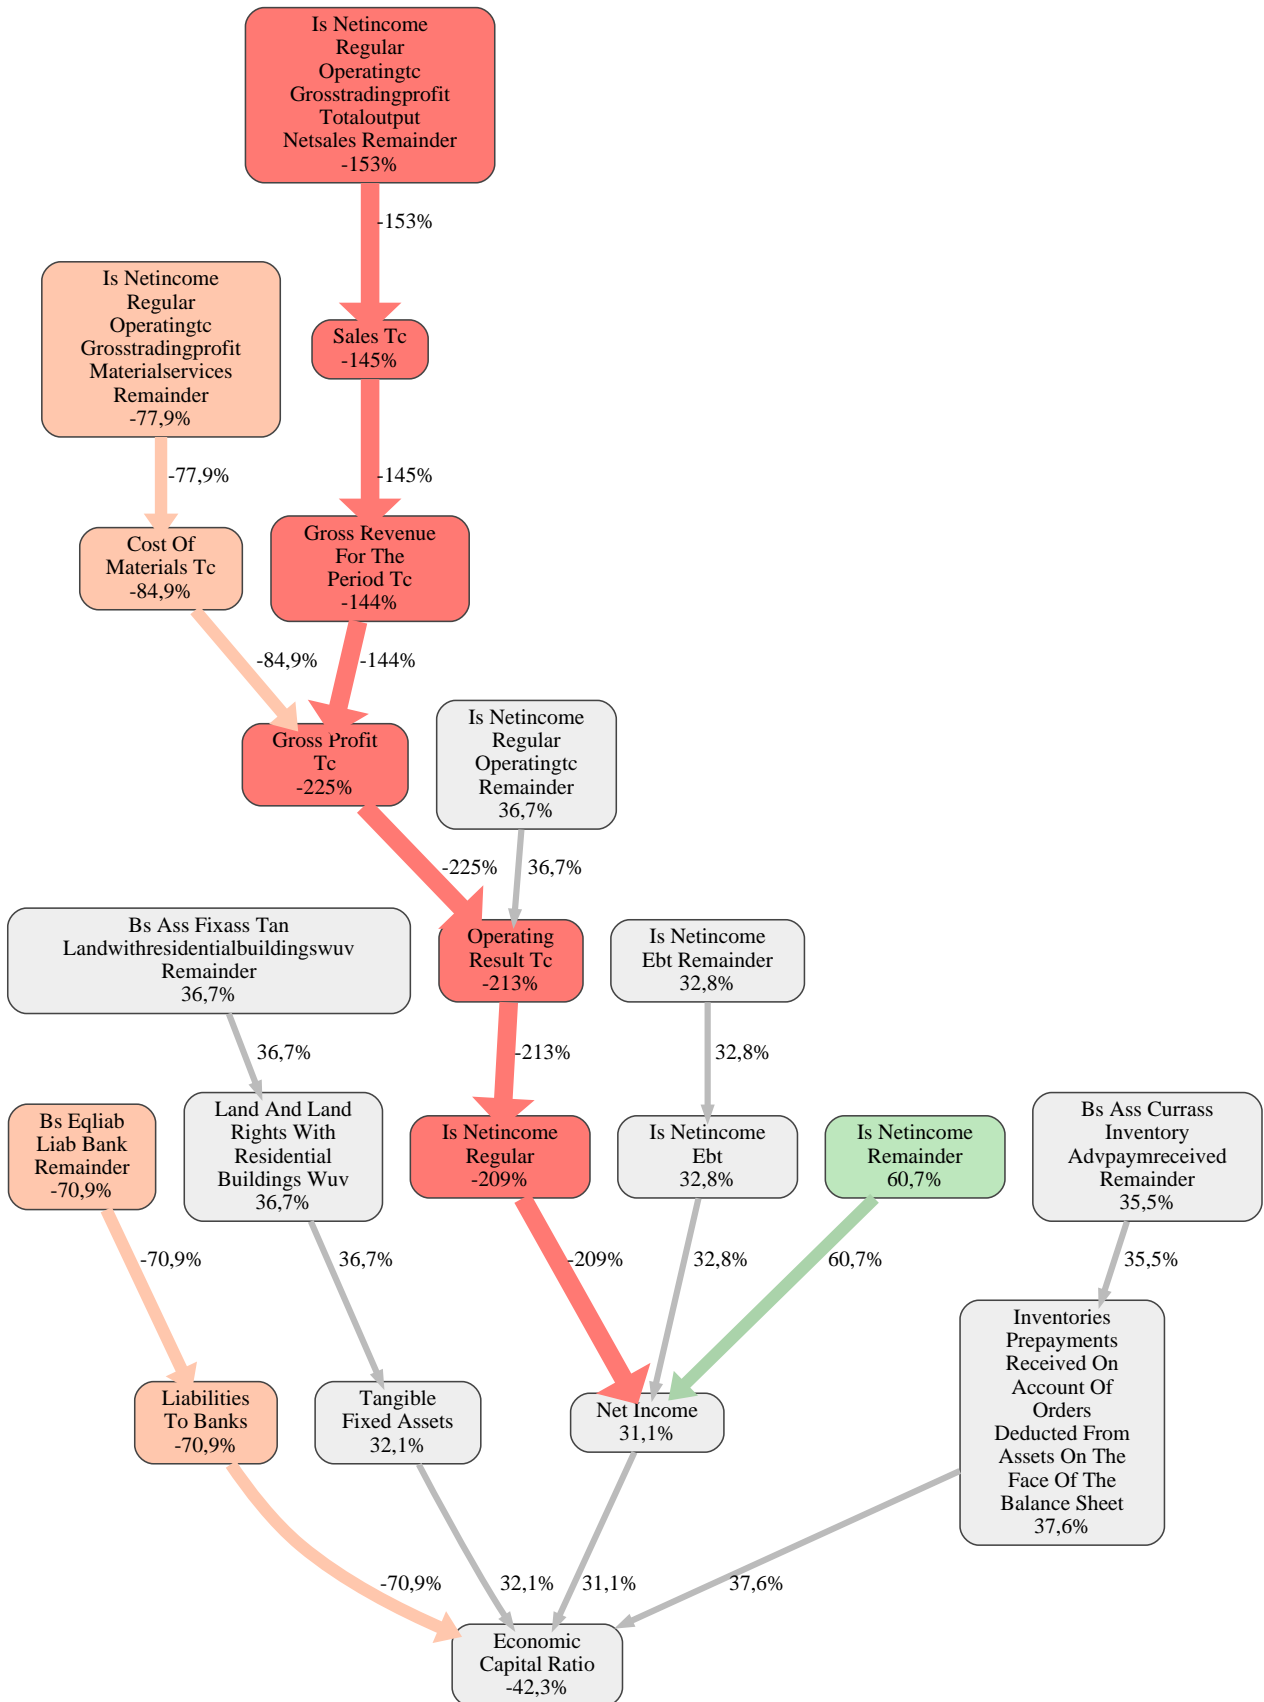 Is Netincome
Regular
Operatingtc
Grosstradingprofit
Totaloutput
Netsales Remainder
-153%
-153%
Is Netincome
Regular
Operatingtc
Grosstradingprofit
Materialservices
Remainder
-77,9%
Sales Tc
-145%
-77,9%
-145%
Cost Of
Materials Tc
-84,9%
Gross Revenue
For The
Period Tc
-144%
-84,9%
-144%
Gross Profit
Tc
-225%
Is Netincome
Regular
Operatingtc
Remainder
36,7%
-225%
36,7%
Bs Ass Fixass Tan
Landwithresidentialbuildingswuv
Remainder
36,7%
Operating
Result Tc
-213%
Is Netincome
Ebt Remainder
32,8%
36,7%
-213%
32,8%
Bs Eqliab
Liab Bank
Remainder
-70,9%
Land And Land
Rights With
Residential
Buildings Wuv
36,7%
Is Netincome
Regular
-209%
Is Netincome
Ebt
32,8%
Is Netincome
Remainder
60,7%
Bs Ass Currass
Inventory
Advpaymreceived
Remainder
35,5%
-70,9%
36,7%
-209%
32,8%
60,7%
35,5%
Liabilities
To Banks
-70,9%
Tangible
Fixed Assets
32,1%
Net Income
31,1%
Inventories
Prepayments
Received On
Account Of
Orders
Deducted From
Assets On The
Face Of The
Balance Sheet
37,6%
-70,9%
32,1%
31,1%
37,6%
Economic
Capital Ratio
-42,3%